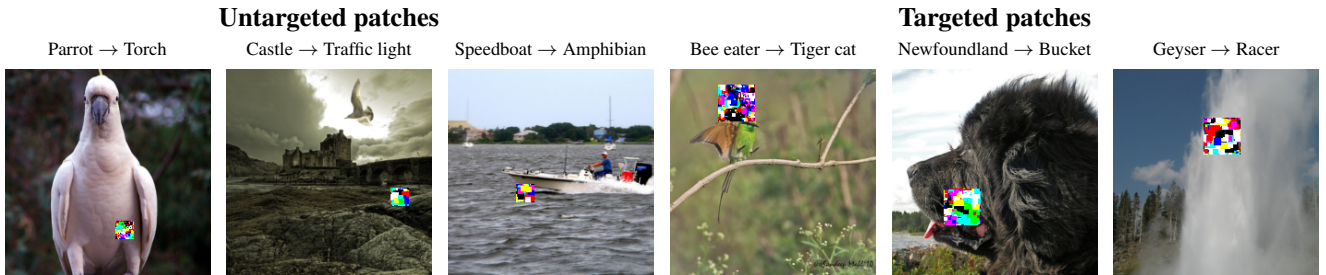 Untargeted patches
Targeted patches
Parrot → Torch
Castle → Traffic light
Speedboat → Amphibian
Bee eater → Tiger cat
Newfoundland → Bucket
Geyser → Racer